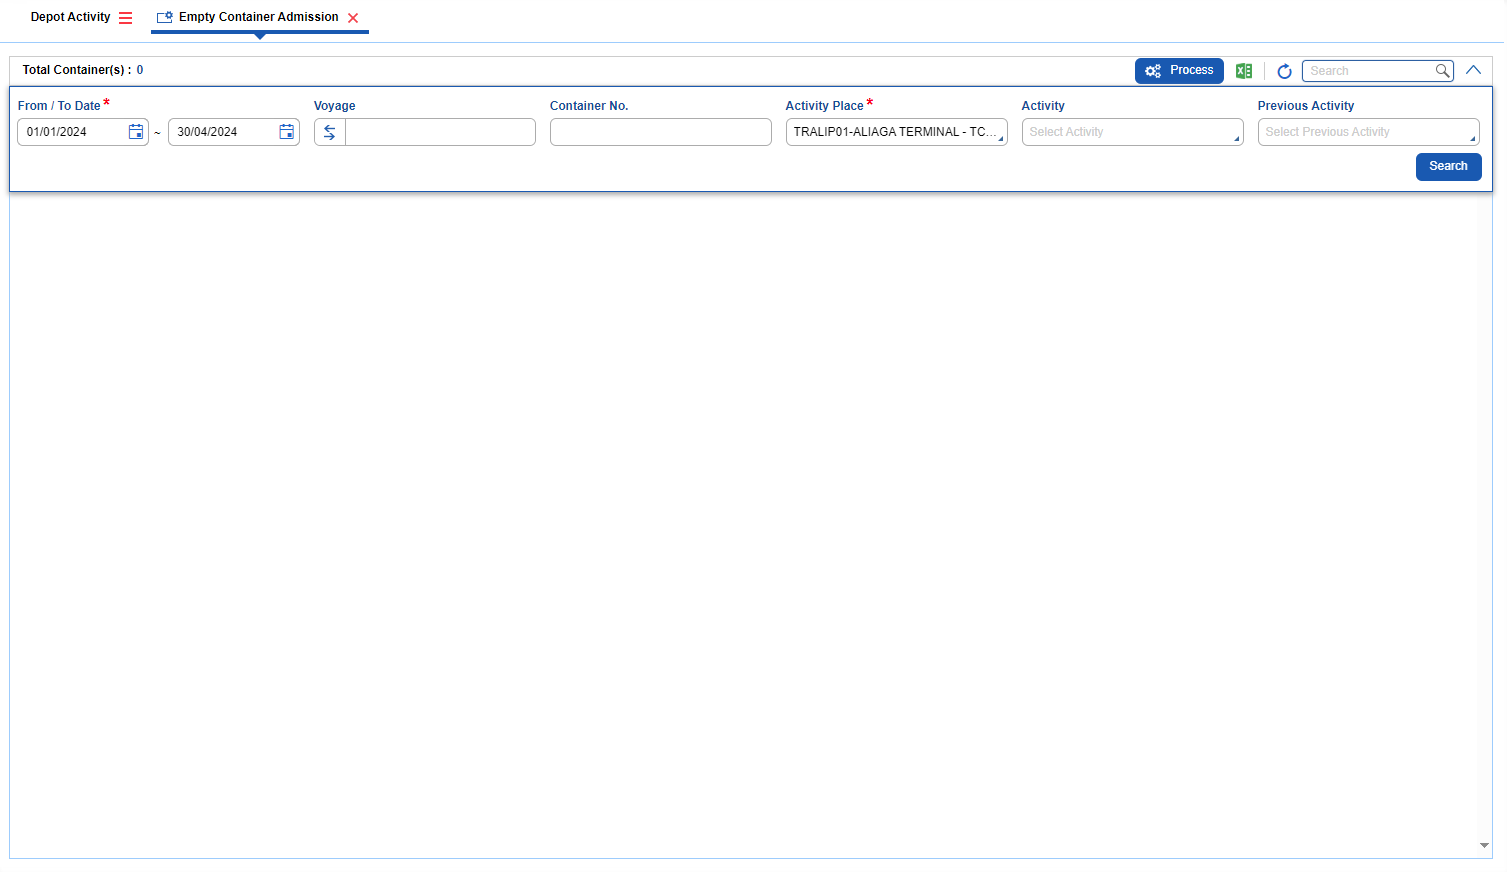 Depot Activity
Empty Container Admission
Total Container(s) : 0
Process
Search
From / To Date *
Voyage
Container No.
Activity Place *
Activity
Previous Activity
01/01/2024 ~ 30/04/2024
TRALIP01-ALIAGA TERMINAL - TC...
Select Activity
Select Previous Activity
Search